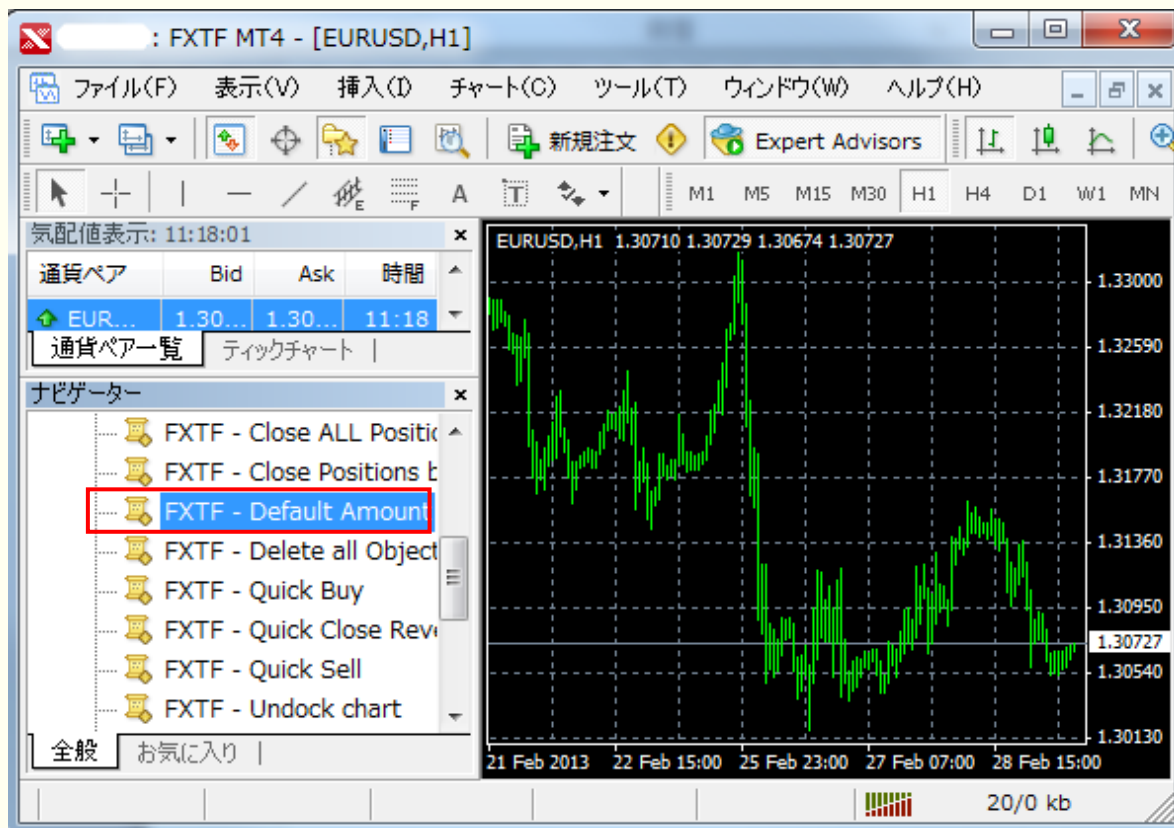 : FXTF MT4 - [EURUSD,H1]
ファイル(F) 表示(V) 挿入(I) チャート(C) ツール(T) ウィンドウ(W) ヘルプ(H)
新規注文 Expert Advisors
E F A T M1 M5 M15 M30 H1 H4 D1 W1 MN
気配値表示: 11:18:01
通貨ペア Bid Ask 時間
EUR... 1.30... 1.30... 11:18
通貨ペアー覧 ティックチャート |
ナビゲーター
FXTF - Close ALL Positic
FXTF - Close Positions b
FXTF - Default Amount
FXTF - Delete all Object
FXTF - Quick Buy
FXTF - Quick Close Rev
FXTF - Quick Sell
FXTF - Undock chart
全般 お気に入り |
EURUSD,H1 1.30710 1.30729 1.30674 1.30727
1.33000
1.32590
1.32180
1.31770
1.31360
1.30950
1.30727
1.30540
1.30130
21 Feb 2013 22 Feb 15:00 25 Feb 23:00 27 Feb 07:00 28 Feb 15:00
20/0 kb